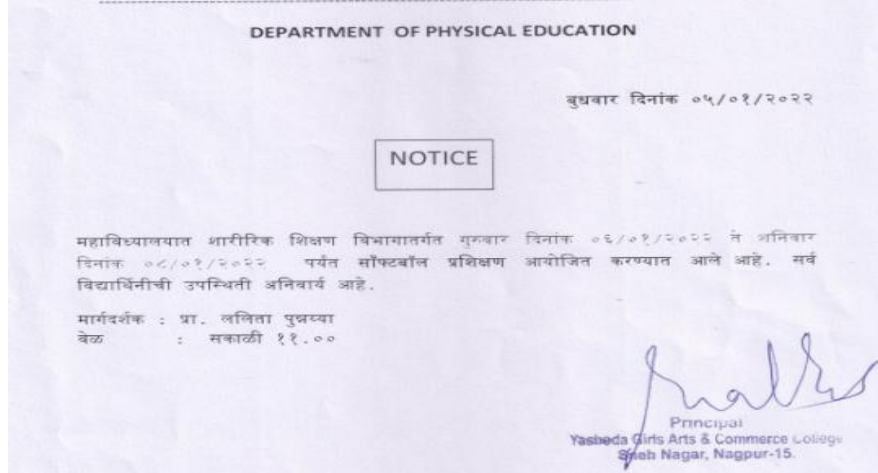 DEPARTMENT OF PHYSICAL EDUCATION
बुधवार दिनांक ०५/०१/२०२२
NOTICE
महाविध्यालयात शारीरिक शिक्षण विभागातर्गत गुरुवार दिनांक ०६/०१/२०२२ ते शनिवार
दिनांक ०८/०१/२०२२ पर्यंत सॉफ्टबॉल प्रशिक्षण आयोजित करण्यात आले आहे. सर्व
विद्यार्थिनीची उपस्थिती अनिवार्य आहे.
मार्गदर्शक : प्रा. ललिता पुन्नय्या
वेळ : सकाळी ११.००
Principal
Yashoda Girls Arts & Commerce College
Sneh Nagar, Nagpur-15.